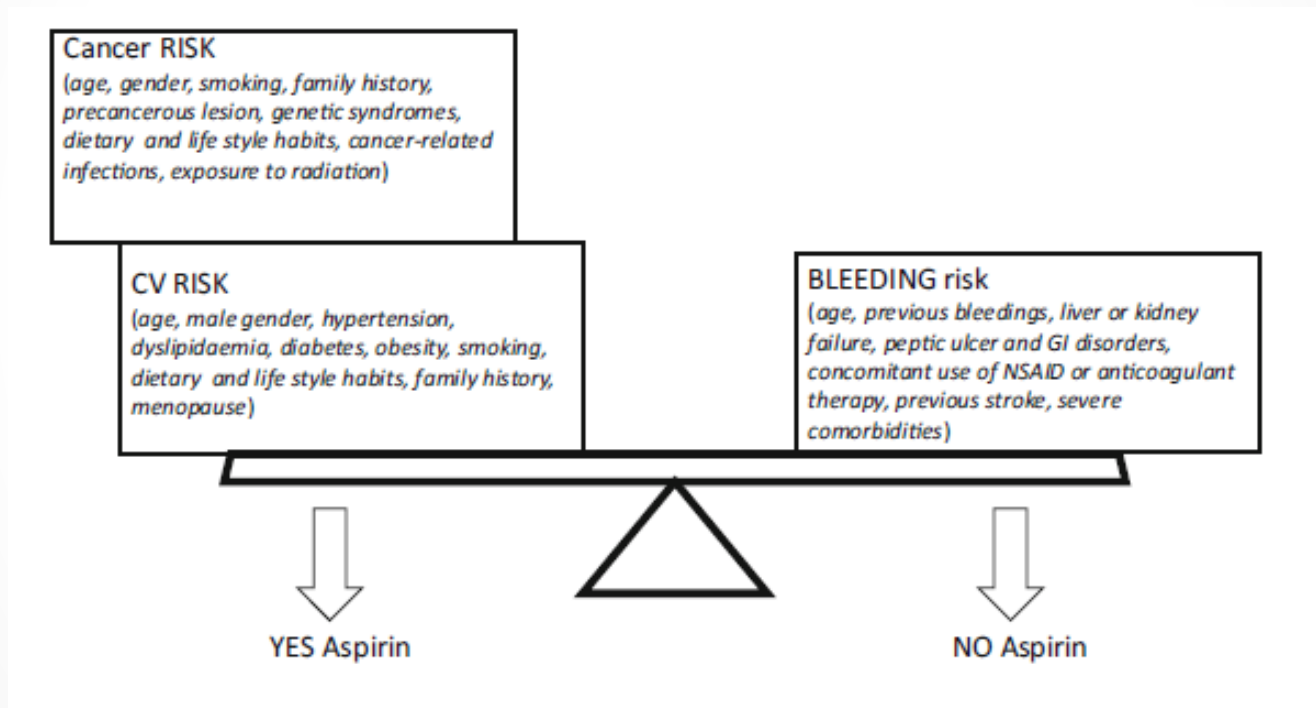 Cancer RISK
(age, gender, smoking, family history,
precancerous lesion, genetic syndromes,
dietary and life style habits, cancer-related
infections, exposure to radiation)
CV RISK
(age, male gender, hypertension,
dyslipidaemia, diabetes, obesity, smoking,
dietary and life style habits, family history,
menopause)
BLEEDING risk
(age, previous bleedings, liver or kidney
failure, peptic ulcer and GI disorders,
concomitant use of NSAID or anticoagulant
therapy, previous stroke, severe
comorbidities)
YES Aspirin
NO Aspirin